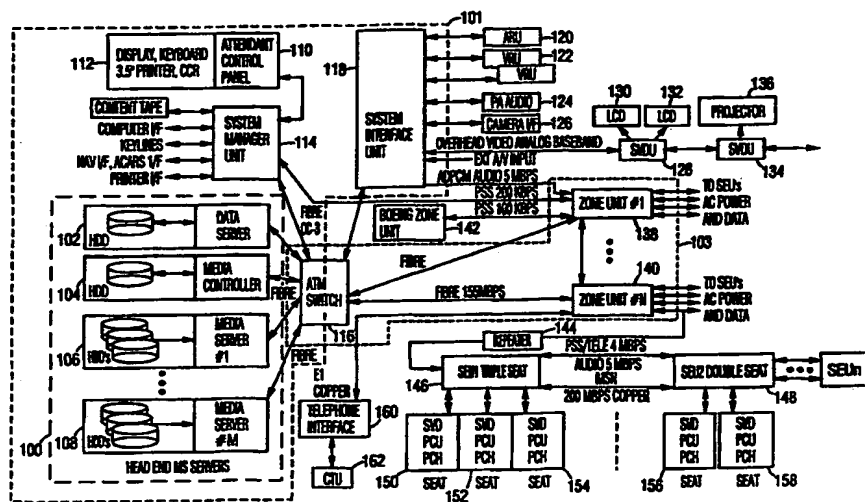 101
112
DISPLAY, KEYBOARD
3.5" PRINTER, CCR
ATTENDANT
CONTROL
PANEL
110
CONTENT TAPE
COMPUTER I/F
KEYLINES
NAV I/F, ACARS 1/F
PRINTER I/F
SYSTEM
MANAGER
UNIT
114
118
SYSTEM
INTERFACE
UNIT
ARU
120
VRU
122
VRU
PA AUDIO
124
CAMERA I/F
126
OVERHEAD VIDEO ANALOG BASEBAND
EXT A/V INPUT
ADPCM AUDIO 5 MBPS
PSS 200 KBPS
PSS 160 KBPS
130
LCD
132
LCD
136
PROJECTOR
SVDU
128
SVDU
134
FIBRE
OC-3
BOEING ZONE
UNIT
142
ZONE UNIT #1
138
TO SEU's
AC POWER
AND DATA
103
102
HDD
DATA
SERVER
104
HDD
MEDIA
CONTROLLER
FIBRE
ATM
SWITCH
116
FIBRE
FIBRE 155MBPS
140
ZONE UNIT #N
TO SEU's
AC POWER
AND DATA
106
HDD's
MEDIA
SERVER
#1
FIBRE
100
108
HDD's
MEDIA
SERVER
#M
HEAD END MS SERVERS
E1
COPPER
TELEPHONE
INTERFACE
160
CTU
162
144
REPEATER
PSS/TELE 4 MBPS
AUDIO 5 MBPS
MSN
200 MBPS COPPER
146
SEU1 TRIPLE SEAT
SEU2 DOUBLE SEAT
148
SEUn
150
SVD
PCU
PCH
SEAT
152
SVD
PCU
PCH
SEAT
SVD
PCU
PCH
SEAT
154
156
SVD
PCU
PCH
SEAT
SVD
PCU
PCH
SEAT
158